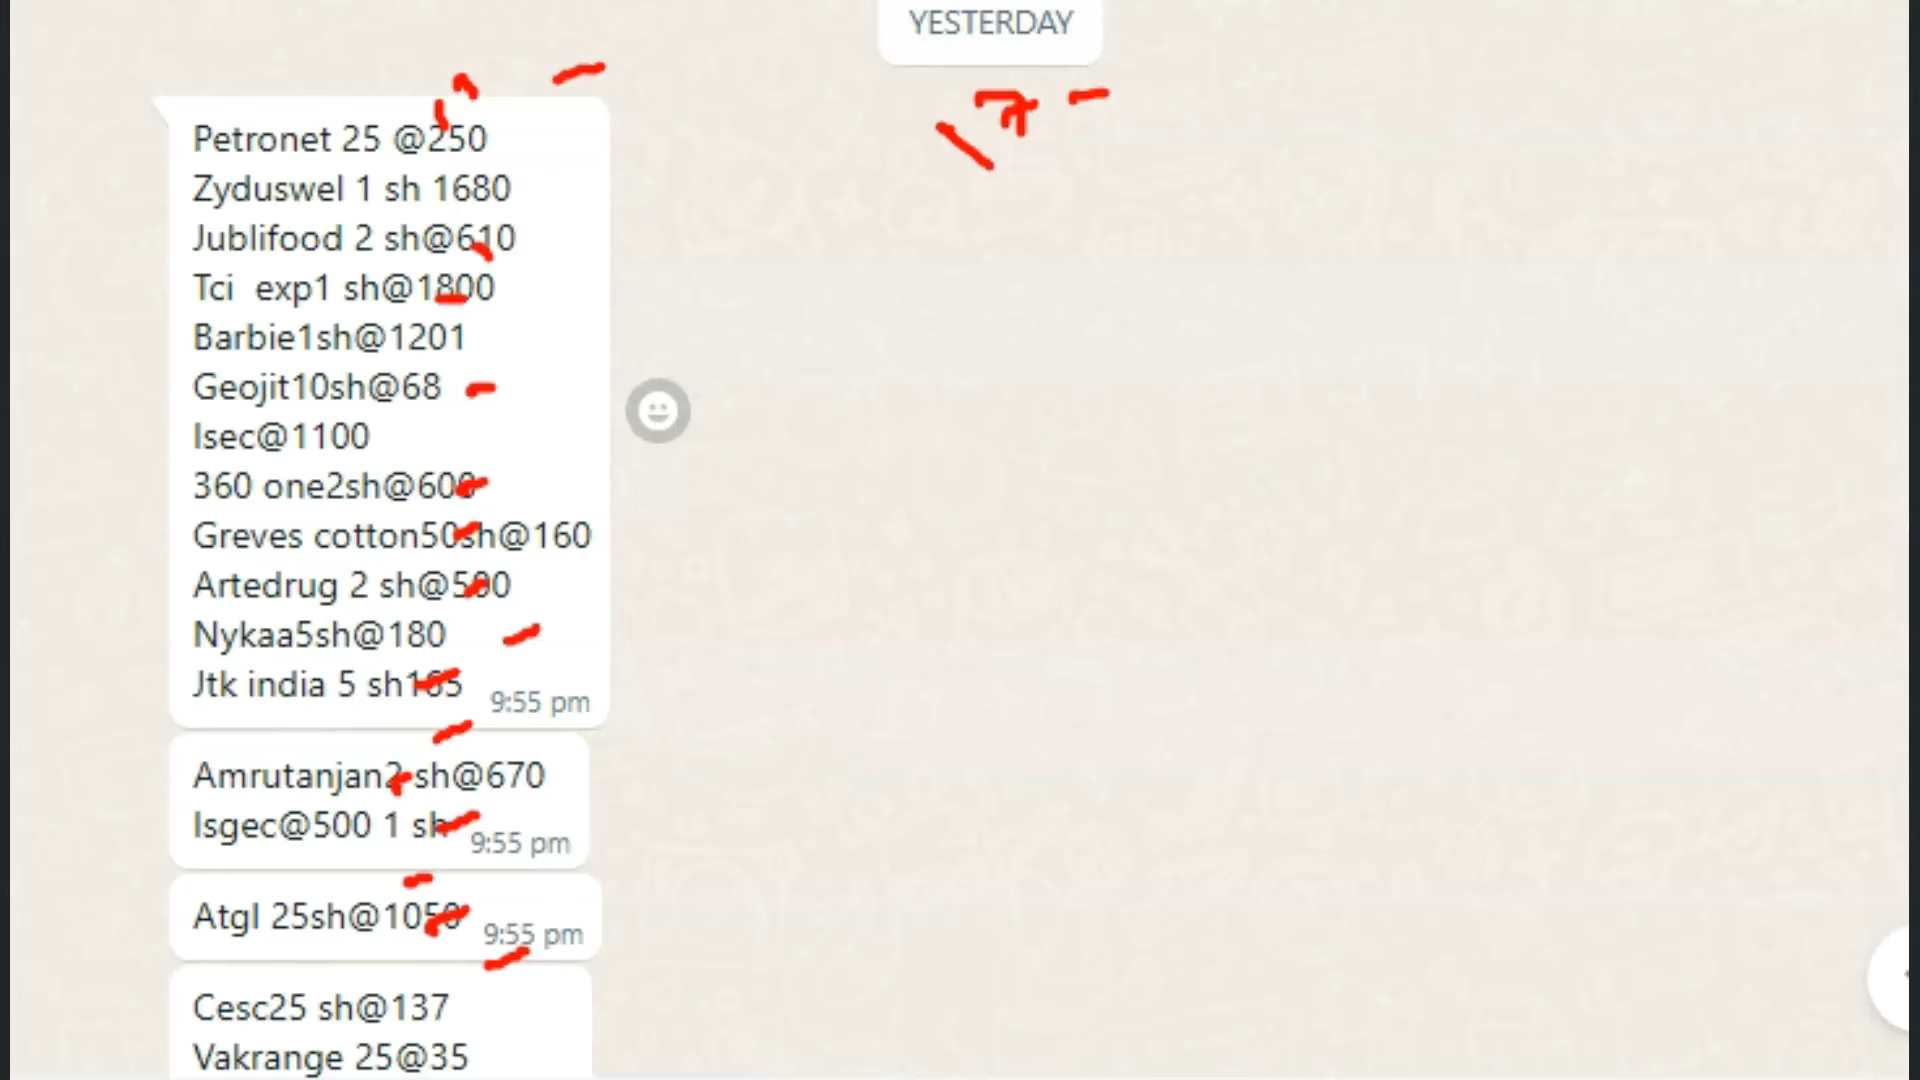 YESTERDAY
Petronet 25 @250
Zyduswel 1 sh 1680
Jublifood 2 sh@610
Tci  exp1 sh@1800
Barbie1sh@1201
Geojit10sh@68
Isec@1100
360 one2sh@600
Greves cotton50sh@160
Artedrug 2 sh@500
Nykaa5sh@180
Jtk india 5 sh185
9:55 pm
Amrutanjan2 sh@670
Isgec@500 1 sh
9:55 pm
Atgl 25sh@1050
9:55 pm
Cesc25 sh@137
Vakrange 25@35